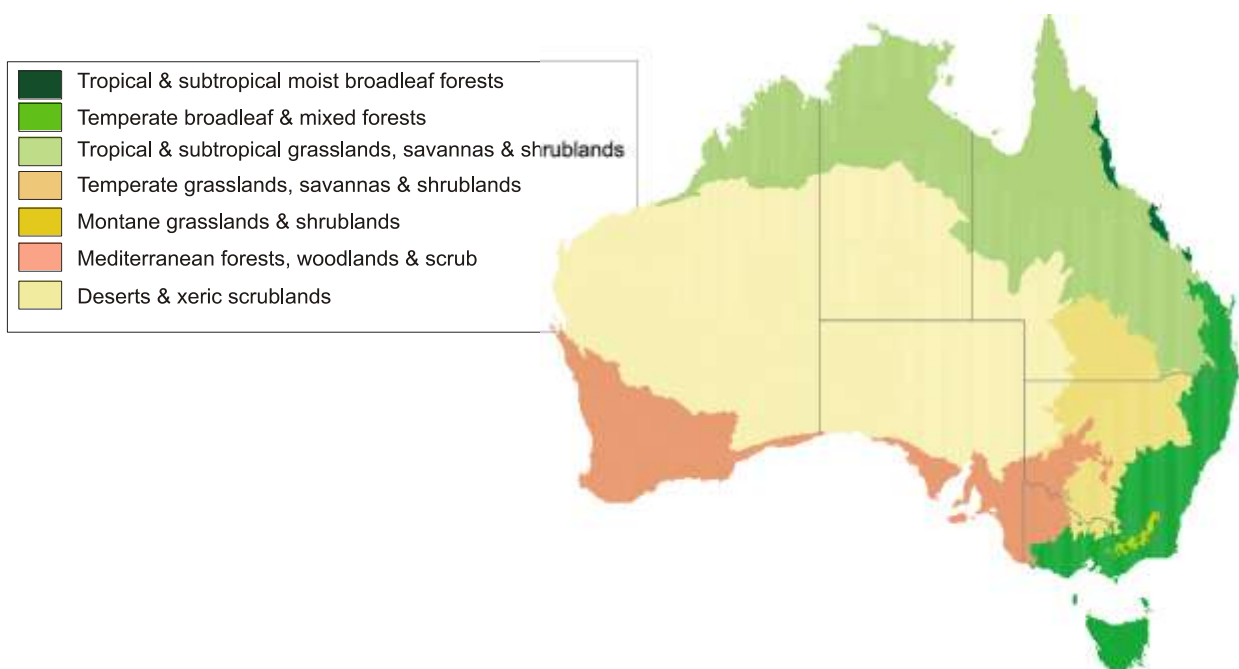 Tropical & subtropical moist broadleaf forests
Temperate broadleaf & mixed forests
Tropical & subtropical grasslands, savannas & shrublands
Temperate grasslands, savannas & shrublands
Montane grasslands & shrublands
Mediterranean forests, woodlands & scrub
Deserts & xeric scrublands